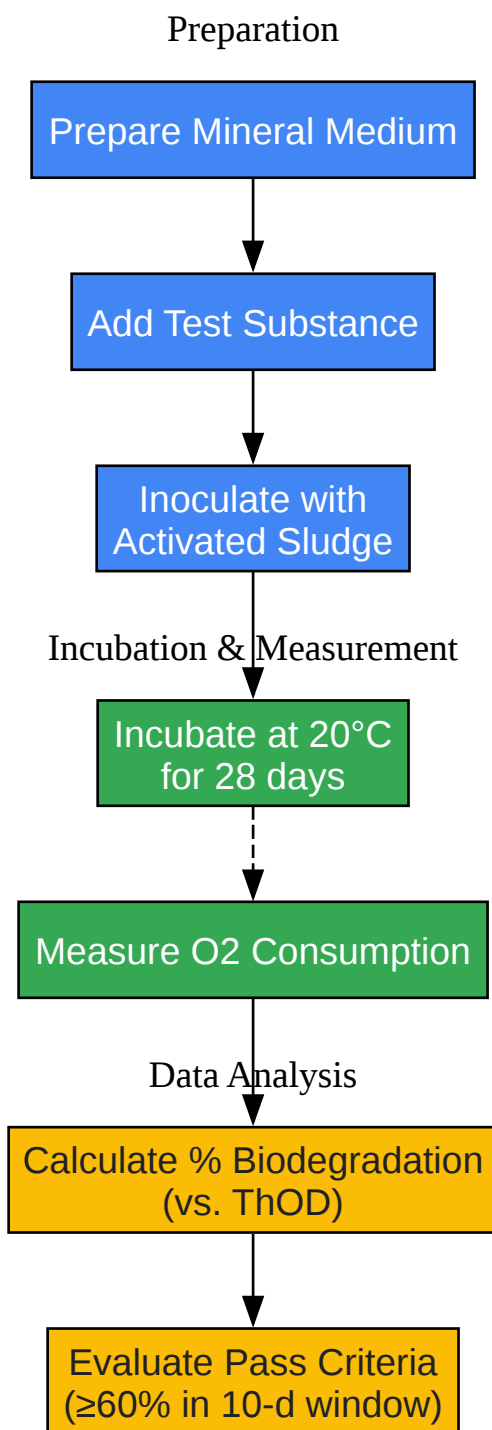 Preparation
Prepare Mineral Medium
Add Test Substance
Inoculate with
Activated Sludge
Incubation & Measurement
Incubate at 20°C
for 28 days
Measure O2 Consumption
Data Analysis
Calculate % Biodegradation
(vs. ThOD)
Evaluate Pass Criteria
(≥60% in 10-d window)